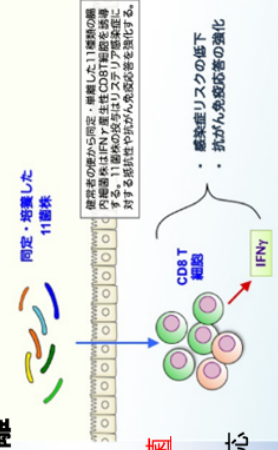 離
同定・培養した
11菌株
健常者の便から同定・単離した11種類の腸
内細菌株はIFNγ産生性CD8T細胞を誘導
する。11菌株の投与はリステリア感染症に
対する抵抗性や抗がん免疫応答を強化する。
菌
CD8 T
細胞
IFNγ
・ 感染症リスクの低下
・ 抗がん免疫応答の強化
応